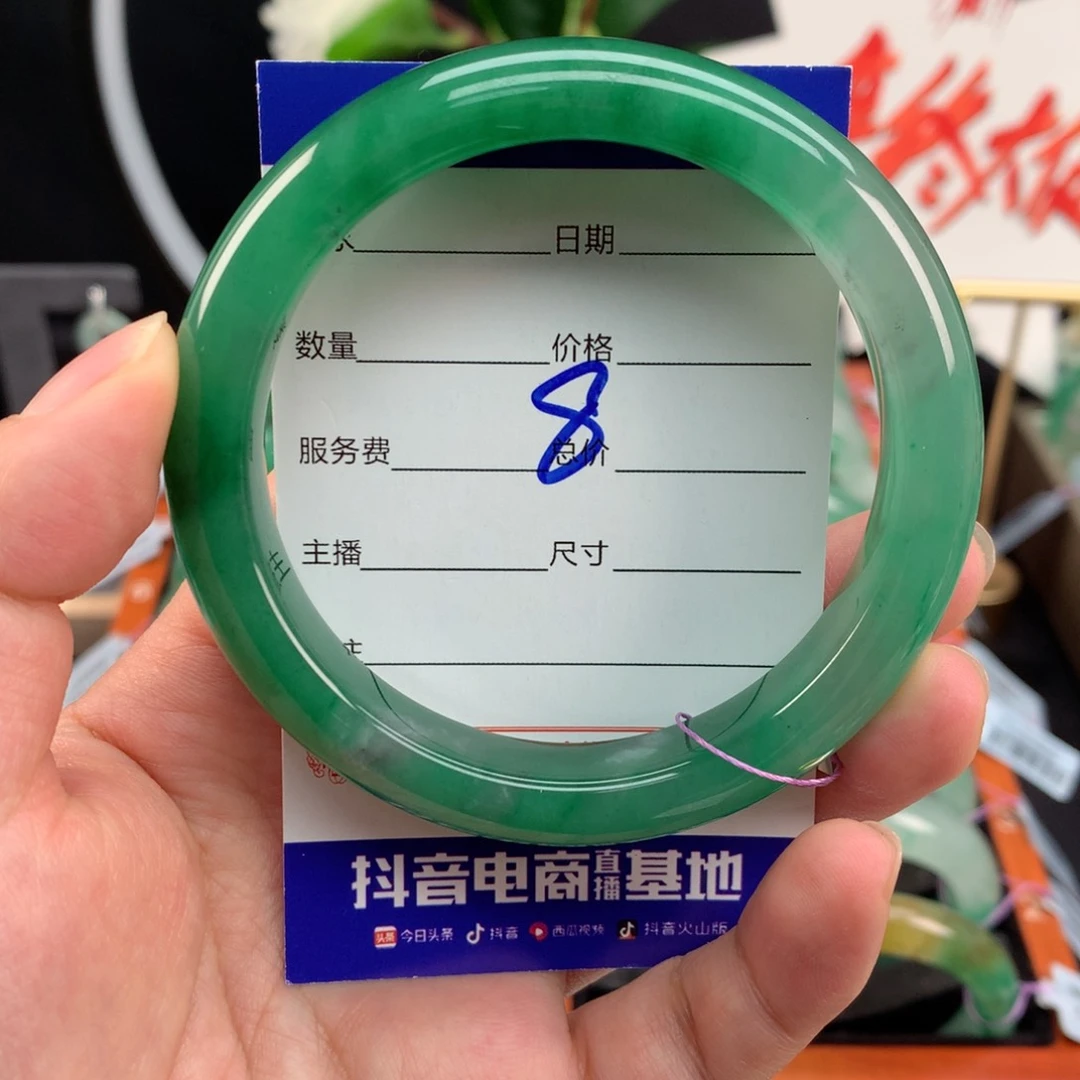 日期
数量 价格
8
服务费 总价
主播 尺寸
抖音电商直播基地
头条 今日头条 抖音 西瓜视频 抖音火山版